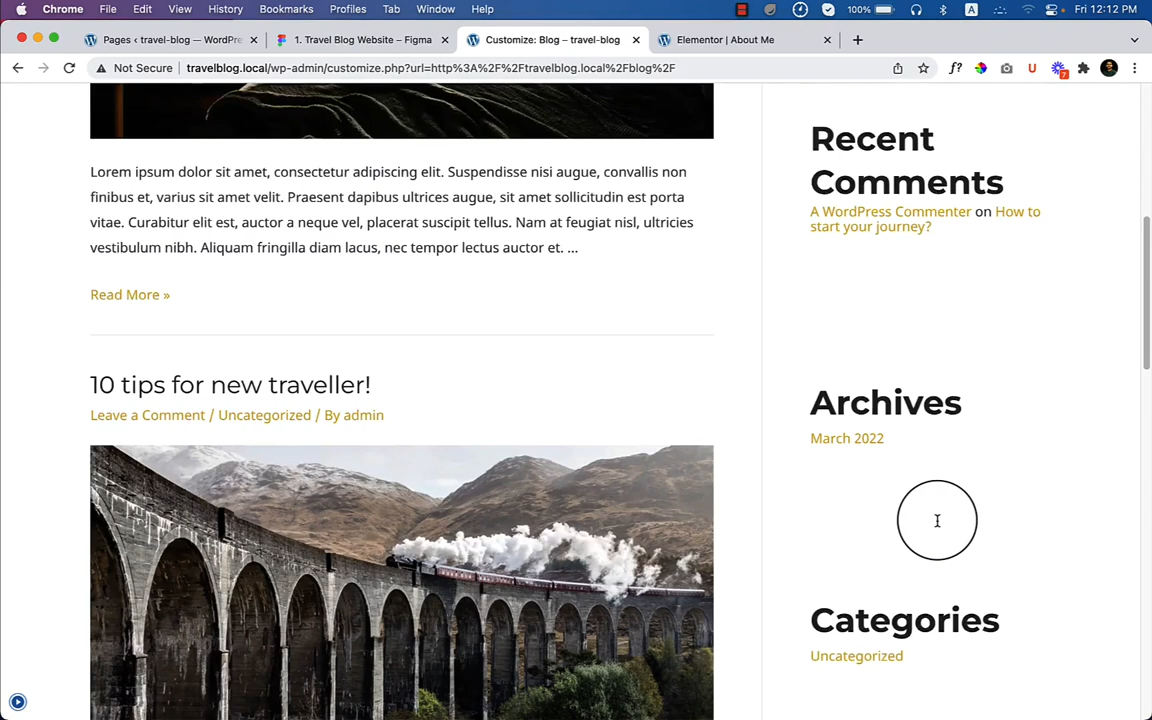 Chrome File Edit View History Bookmarks Profiles Tab Window Help 100% A Fri 12:12 PM
Pages ‹ travel-blog — WordPre
1. Travel Blog Website – Figma
Customize: Blog – travel-blog
Elementor | About Me
Not Secure travelblog.local/wp-admin/customize.php?url=http%3A%2F%2Ftravelblog.local%2Fblog%2F
f? U 7
Lorem ipsum dolor sit amet, consectetur adipiscing elit. Suspendisse nisi augue, convallis non
finibus et, varius sit amet velit. Praesent dapibus ultrices augue, sit amet sollicitudin est porta
vitae. Curabitur elit est, auctor a neque vel, placerat suscipit tellus. Nam at feugiat nisl, ultricies
vestibulum nibh. Aliquam fringilla diam lacus, nec tempor lectus auctor et. ...
Read More »
10 tips for new traveller!
Leave a Comment / Uncategorized / By admin
Recent
Comments
A WordPress Commenter on How to
start your journey?
Archives
March 2022
Categories
Uncategorized